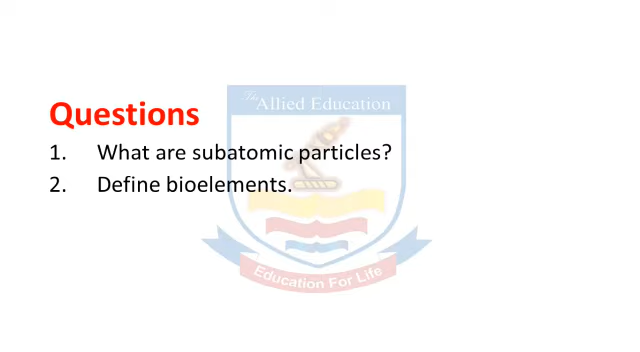 The
Allied Education
Questions
1. What are subatomic particles?
2. Define bioelements.
Education For Life